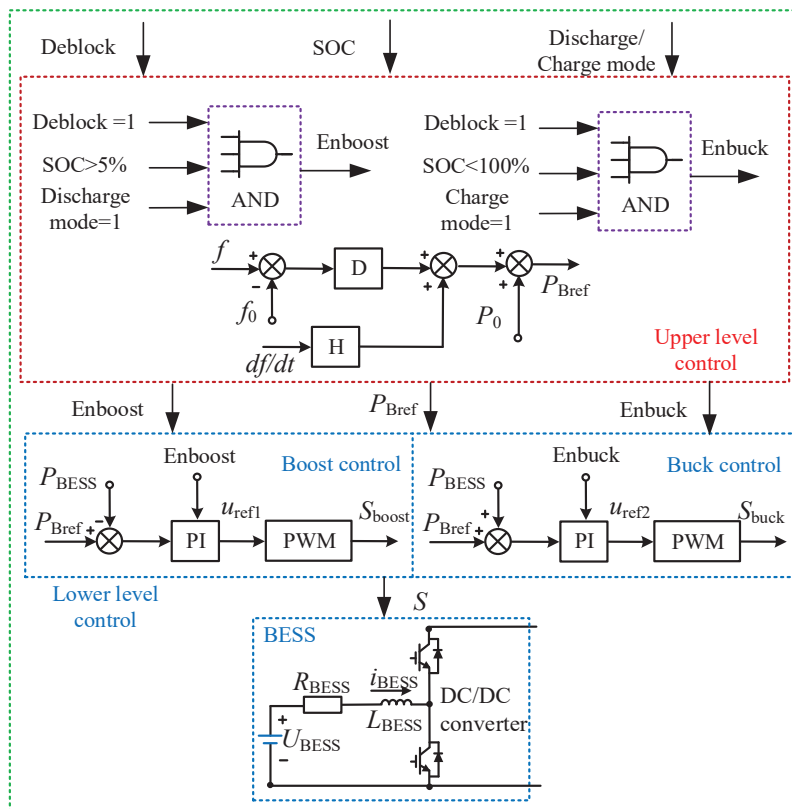 Deblock
SOC
Discharge/
Charge mode
Deblock =1
SOC>5%
Discharge
mode=1
AND
Enboost
Deblock =1
SOC<100%
Charge
mode=1
AND
Enbuck
f
+
−
f0
D
+
+
+
+
P0
PBref
df/dt
H
Upper level
control
Enboost
PBref
Enbuck
Boost control
Enboost
PBESS
PBref
+
−
PI
uref1
PWM
Sboost
Buck control
Enbuck
PBESS
PBref
+
+
PI
uref2
PWM
Sbuck
Lower level
control
S
BESS
RBESS
iBESS
LBESS
DC/DC
converter
+
UBESS
−